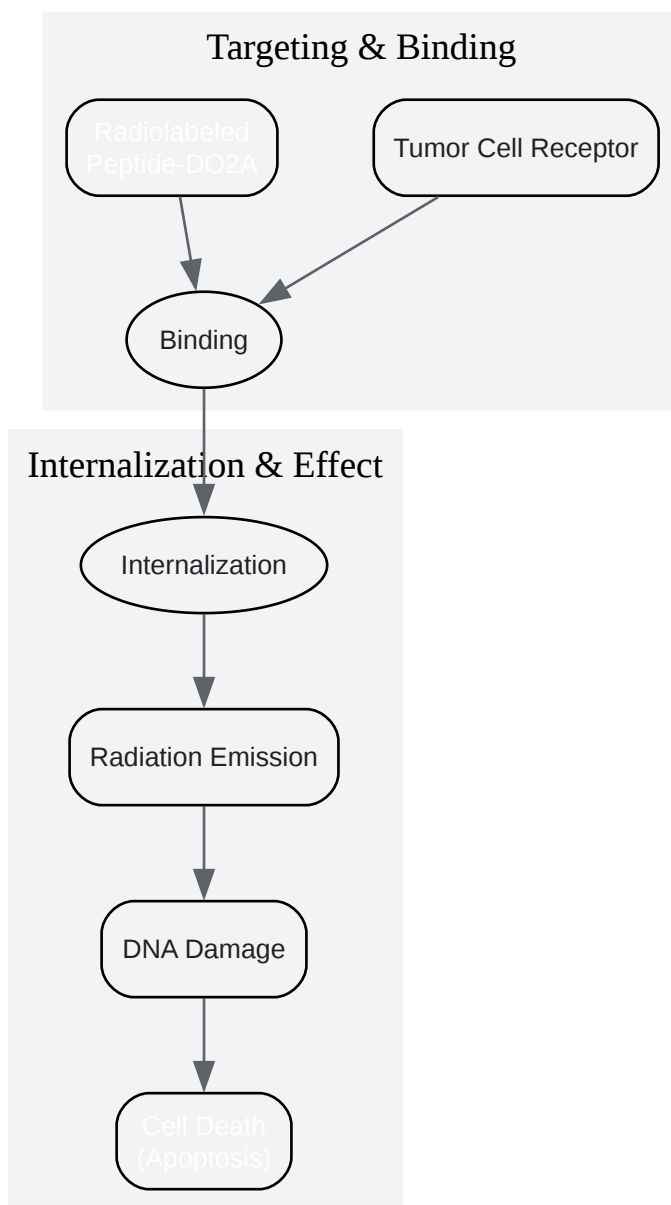 Targeting & Binding
Radiolabeled
Peptide-DO2A
Tumor Cell Receptor
Binding
Internalization & Effect
Internalization
Radiation Emission
DNA Damage
Cell Death
(Apoptosis)